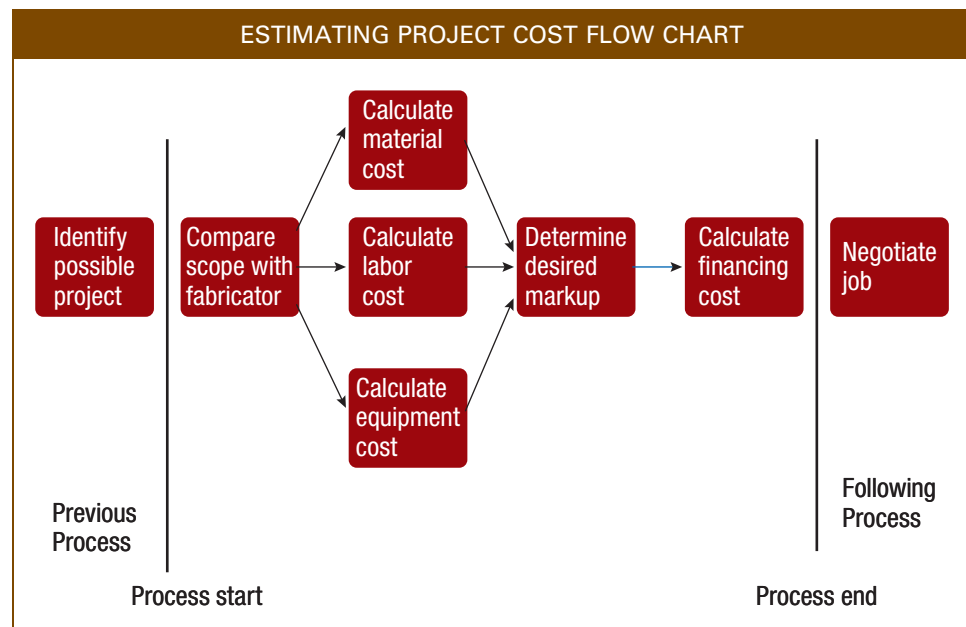 ESTIMATING PROJECT COST FLOW CHART
Identify
possible
project
Compare
scope with
fabricator
Calculate
material
cost
Calculate
labor
cost
Calculate
equipment
cost
Determine
desired
markup
Calculate
financing
cost
Negotiate
job
Previous
Process
Following
Process
Process start
Process end